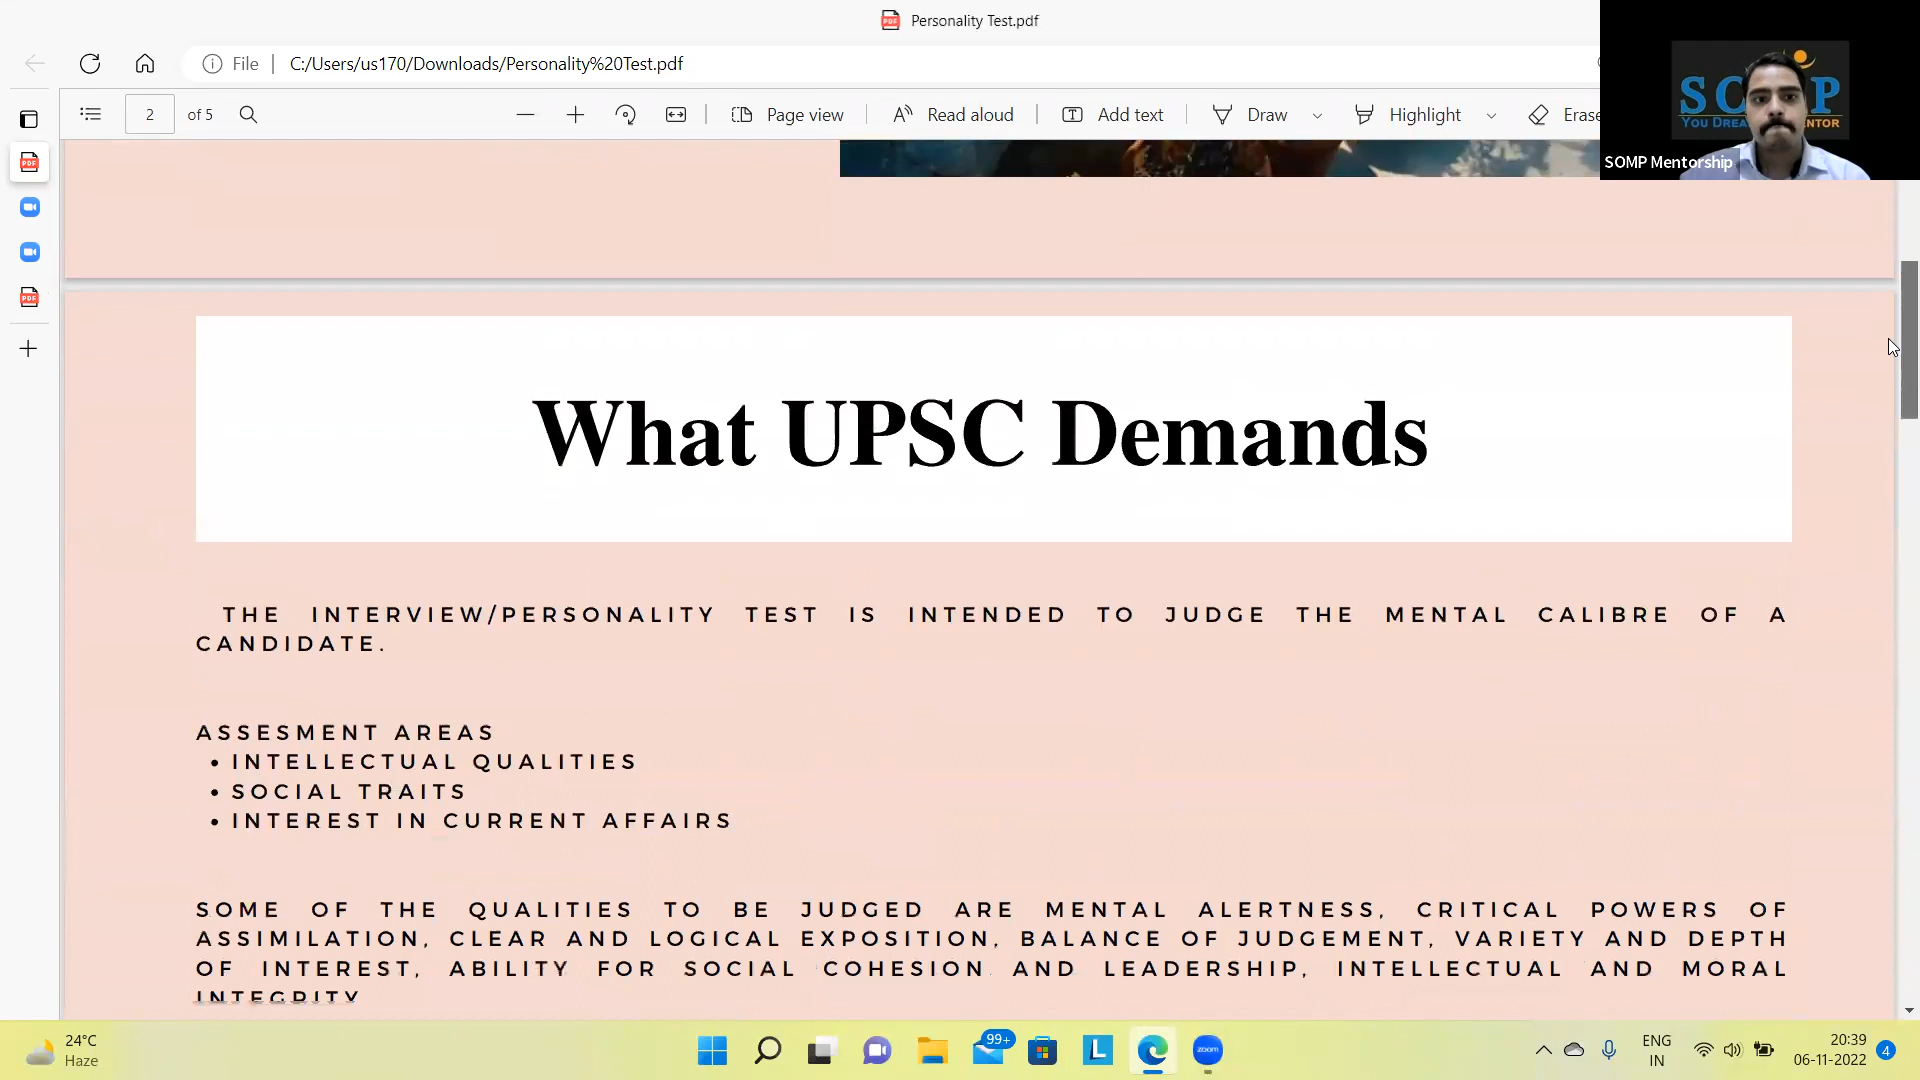 Personality Test.pdf
File
C:/Users/us170/Downloads/Personality%20Test.pdf
2 of 5
Page view
Read aloud
Add text
Draw
Highlight
Erase
YOU DREA
ENTOR
SOMP Mentorship
What UPSC Demands
THE INTERVIEW/PERSONALITY TEST IS INTENDED TO JUDGE THE MENTAL CALIBRE OF A
CANDIDATE.
ASSESMENT AREAS
• INTELLECTUAL QUALITIES
• SOCIAL TRAITS
• INTEREST IN CURRENT AFFAIRS
SOME OF THE QUALITIES TO BE JUDGED ARE MENTAL ALERTNESS, CRITICAL POWERS OF
ASSIMILATION, CLEAR AND LOGICAL EXPOSITION, BALANCE OF JUDGEMENT, VARIETY AND DEPTH
OF INTEREST, ABILITY FOR SOCIAL COHESION AND LEADERSHIP, INTELLECTUAL AND MORAL
INTEGRITY
24°C
Haze
99+
zoom
ENG
IN
20:39
06-11-2022
4